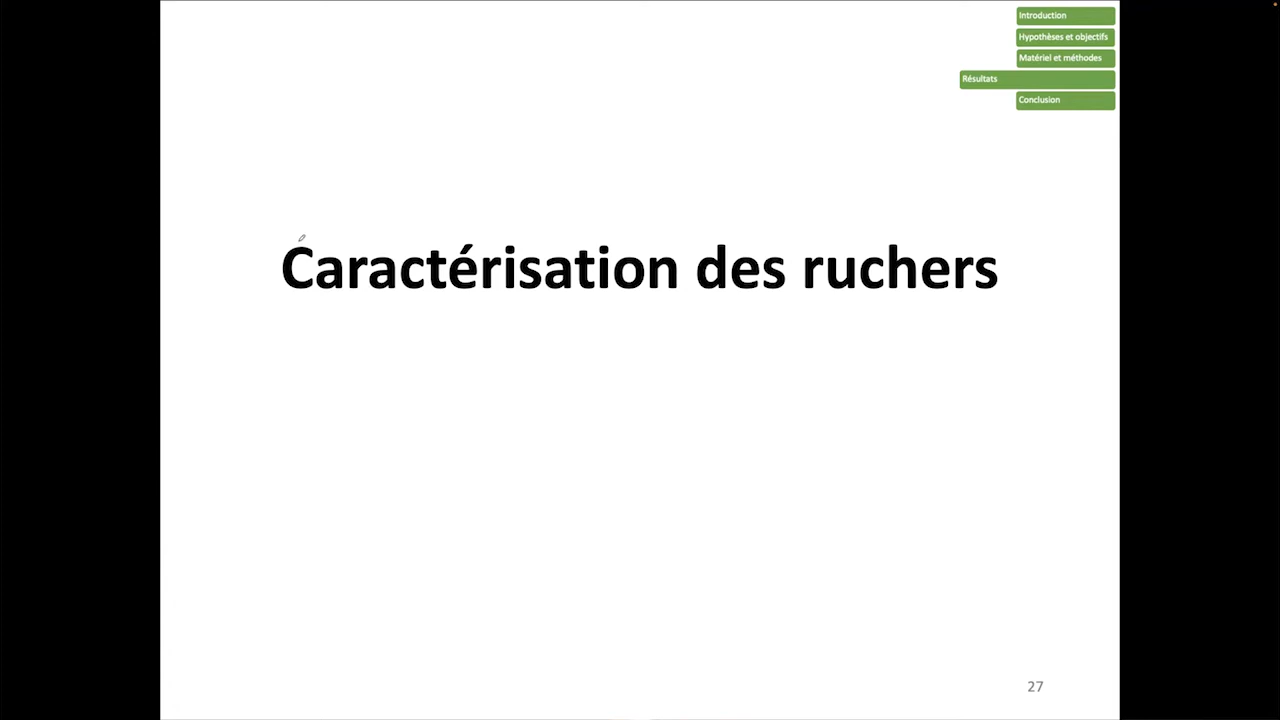 Introduction
Hypothèses et objectifs
Matériel et méthodes
Résultats
Conclusion
Caractérisation des ruchers
27